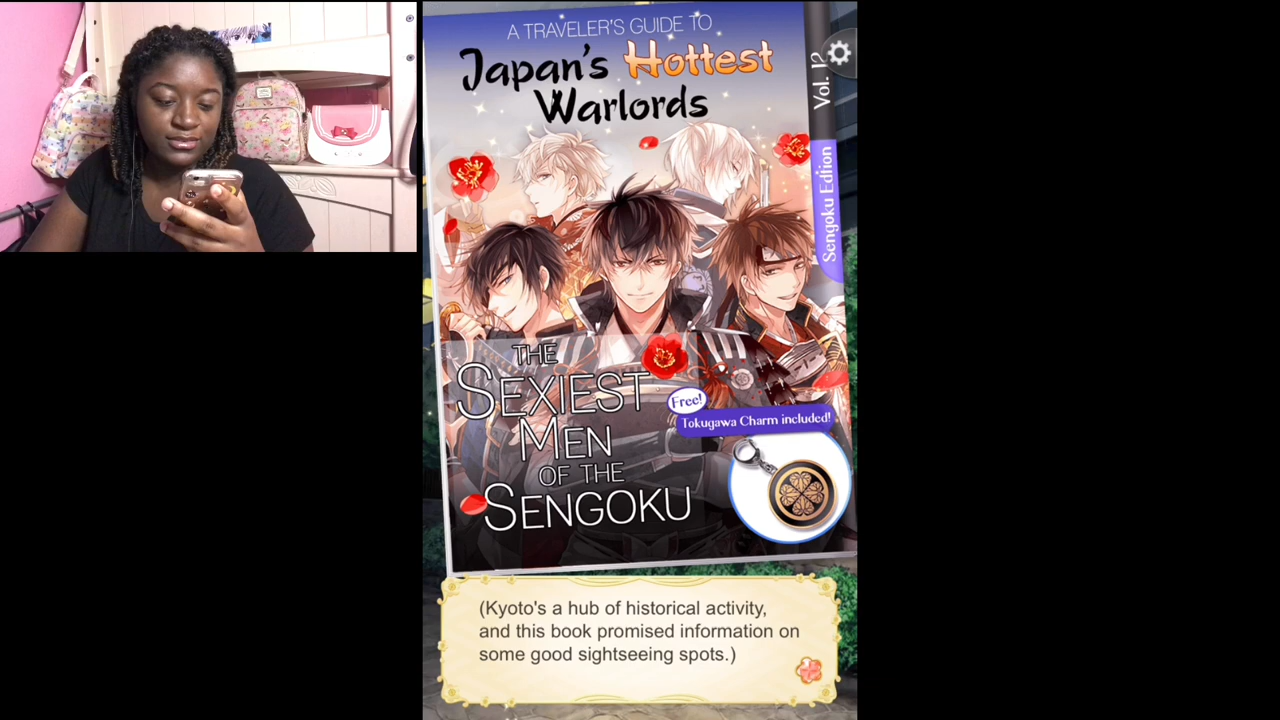 A TRAVELER'S GUIDE TO
Japan's Hottest
Warlords
Vol. 12
Sengoku Edition
THE
SEXIEST
MEN
OF THE
SENGOKU
Free!
Tokugawa Charm included!
(Kyoto's a hub of historical activity,
and this book promised information on
some good sightseeing spots.)